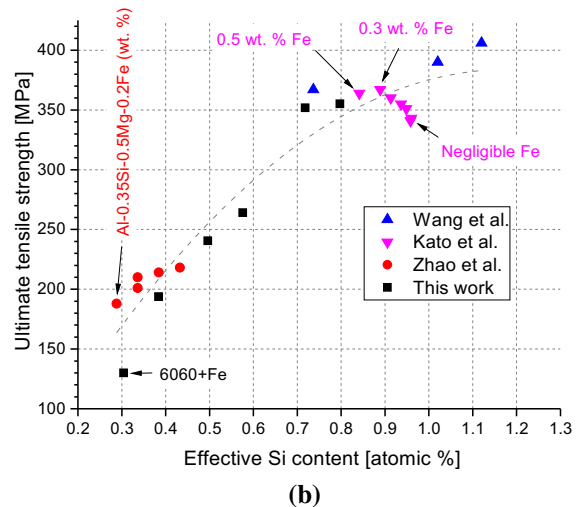 Ultimate tensile strength [MPa]
400
350
300
250
200
150
100
Al-0.35Si-0.5Mg-0.2Fe (wt. %)
0.5 wt. % Fe
0.3 wt. % Fe
Negligible Fe
Wang et al.
Kato et al.
Zhao et al.
This work
6060+Fe
0.2 0.3 0.4 0.5 0.6 0.7 0.8 0.9 1.0 1.1 1.2 1.3
Effective Si content [atomic %]
(b)